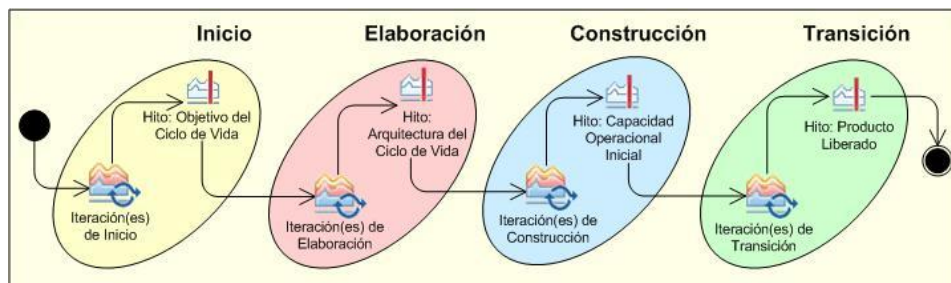 Inicio
Elaboración
Construcción
Transición
Hito: Objetivo del
Ciclo de Vida
Iteración(es)
de Inicio
Hito:
Arquitectura del
Ciclo de Vida
Iteración(es) de
Elaboración
Hito: Capacidad
Operacional
Inicial
Iteración(es) de
Construcción
Hito: Producto
Liberado
Iteración(es) de
Transición